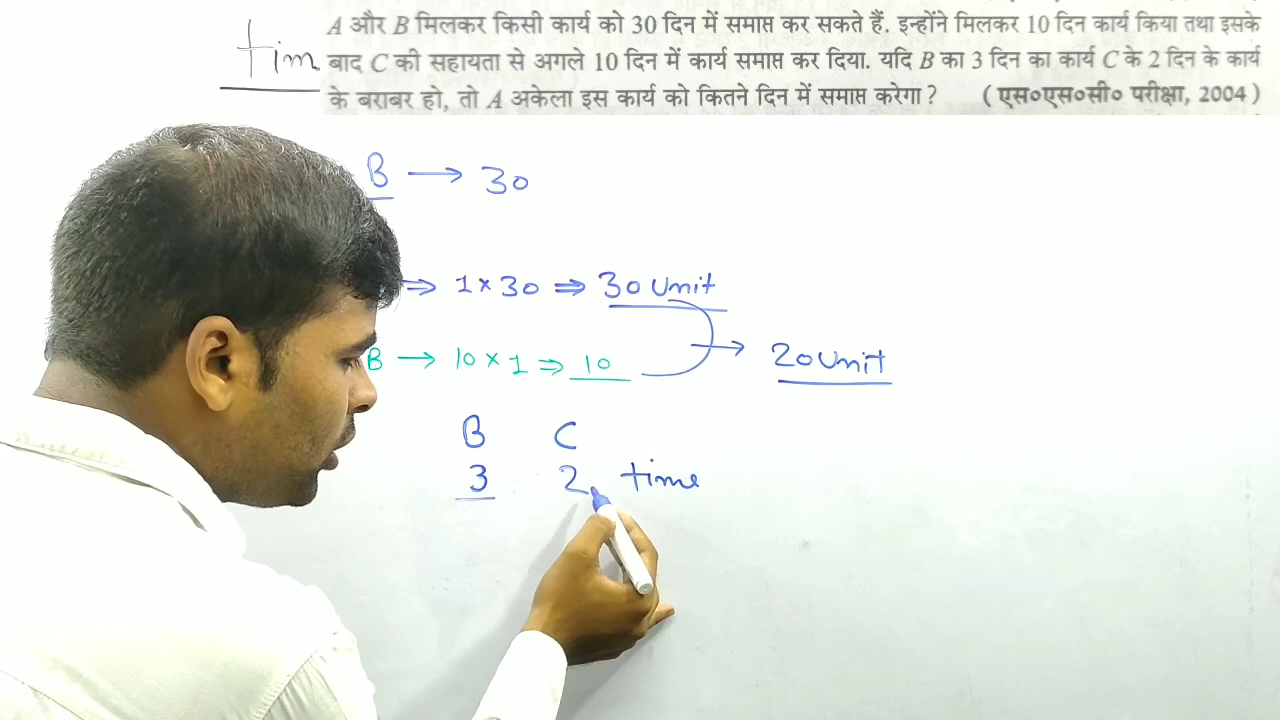 A और B मिलकर किसी कार्य को 30 दिन में समाप्त कर सकते हैं. इन्होंने मिलकर 10 दिन कार्य किया तथा इसके
tim बाद C की सहायता से अगले 10 दिन में कार्य समाप्त कर दिया. यदि B का 3 दिन का कार्य C के 2 दिन के कार्य
के बराबर हो, तो A अकेला इस कार्य को कितने दिन में समाप्त करेगा? (एस०एस०सी० परीक्षा, 2004)
B → 30
⇒ 1 × 30 ⇒ 30 unit
B → 10 × 1 ⇒ 10 → 20 unit
B C
3 2 time